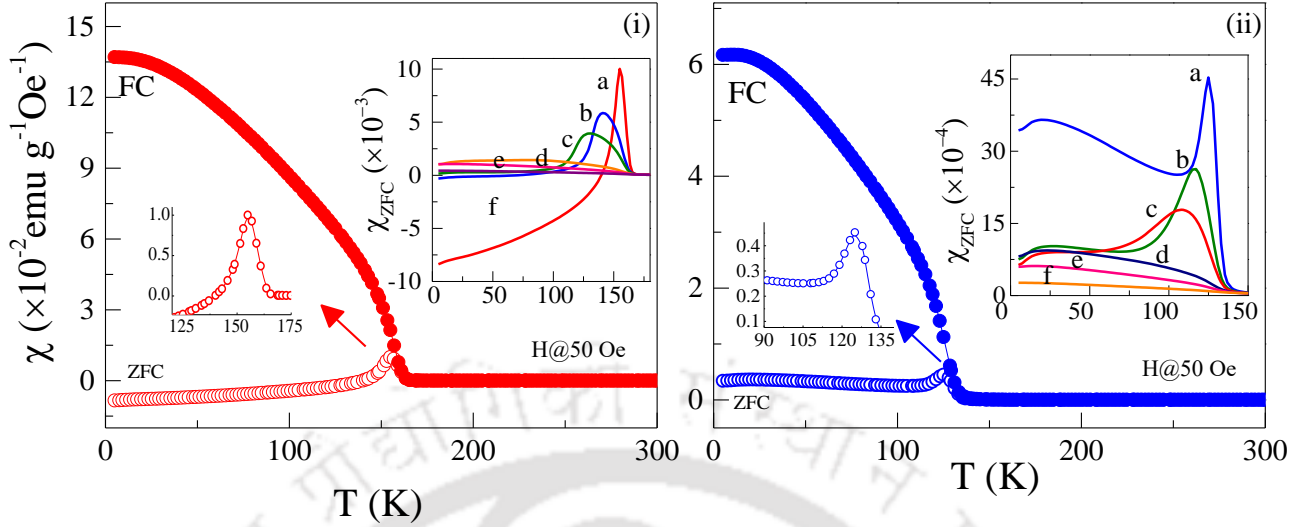 (i)
χ (×10⁻²emu g⁻¹Oe⁻¹)
15
12
9
6
3
0
FC
ZFC
H@50 Oe
0
100
200
300
T (K)
χZFC (×10⁻³)
10
5
0
-5
-10
0
50
100
150
a
b
c
d
e
f
1.0
0.5
0.0
125
150
175
(ii)
6
4
2
0
FC
ZFC
H@50 Oe
0
100
200
300
T (K)
χZFC (×10⁻⁴)
45
30
15
0
0
50
100
150
a
b
c
d
e
f
0.4
0.3
0.2
0.1
90
105
120
135